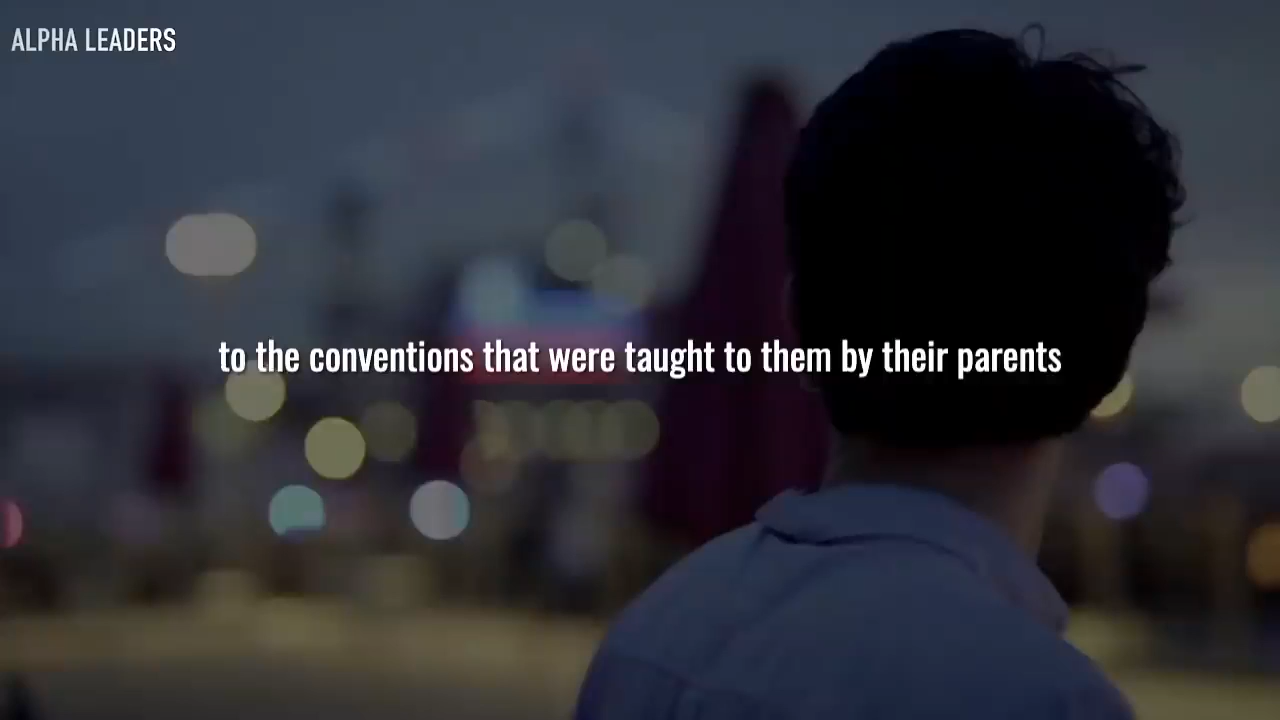 ALPHA LEADERS
to the conventions that were taught to them by their parents